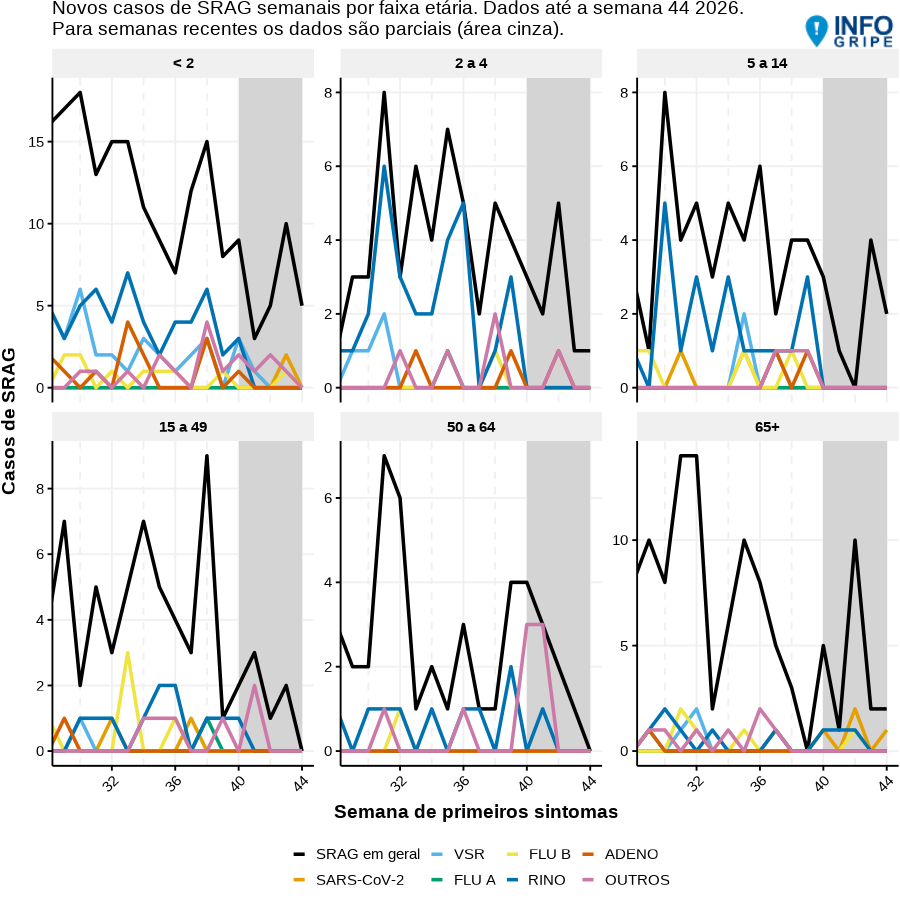 Novos casos de SRAG semanais por faixa etária. Dados até a semana 44 2026.
Para semanas recentes os dados são parciais (área cinza).
INFO
GRIPE
< 2
2 a 4
5 a 14
15
10
5
0
8
6
4
2
0
8
6
4
2
0
Casos de SRAG
15 a 49
50 a 64
65+
8
6
4
2
0
6
4
2
0
10
5
0
32
36
40
44
32
36
40
44
32
36
40
44
Semana de primeiros sintomas
SRAG em geral
VSR
FLU B
ADENO
SARS-CoV-2
FLU A
RINO
OUTROS